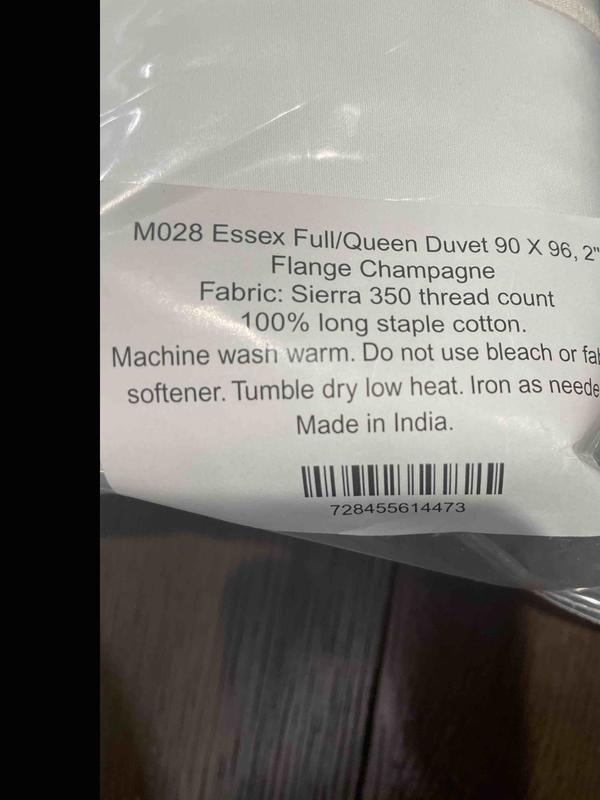 M028 Essex Full/Queen Duvet 90 X 96, 2"
Flange Champagne
Fabric: Sierra 350 thread count
100% long staple cotton.
Machine wash warm. Do not use bleach or
softener. Tumble dry low heat. Iron as
Made in India.
728455614473